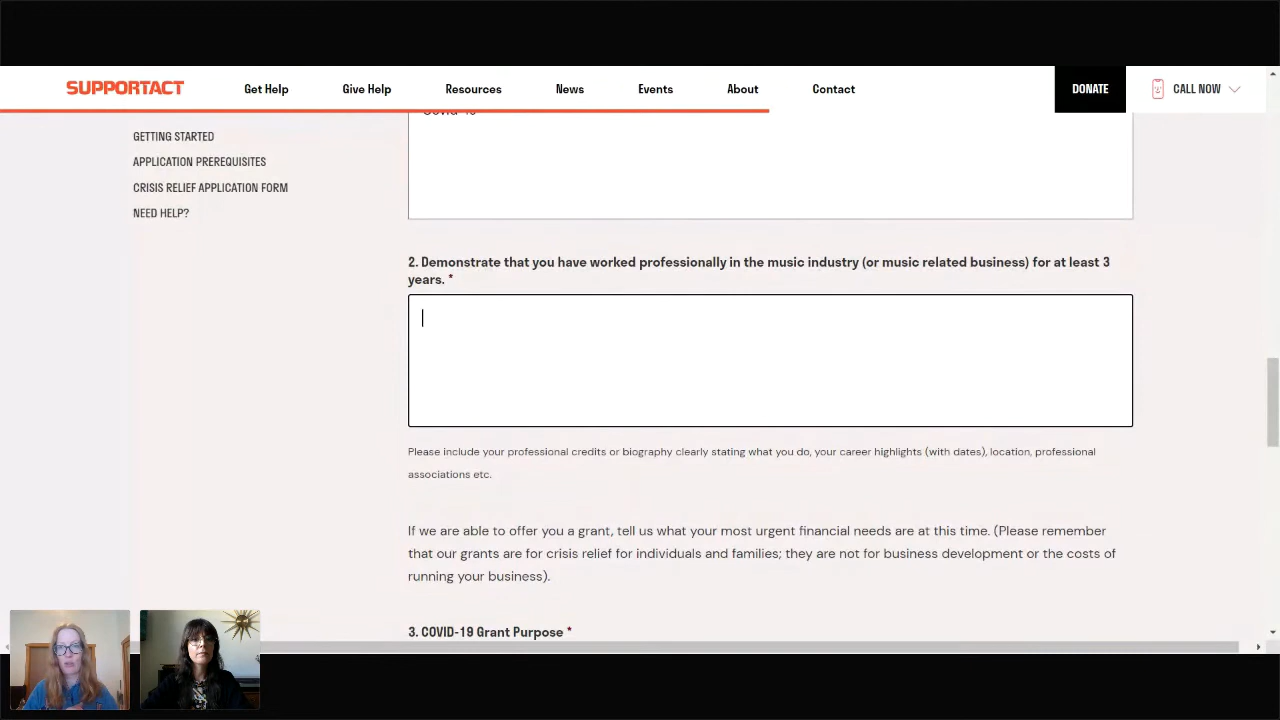 SUPPORTACT
Get Help
Give Help
Resources
News
Events
About
Contact
DONATE
CALL NOW
GETTING STARTED
APPLICATION PREREQUISITES
CRISIS RELIEF APPLICATION FORM
NEED HELP?
2. Demonstrate that you have worked professionally in the music industry (or music related business) for at least 3
years. *
Please include your professional credits or biography clearly stating what you do, your career highlights (with dates), location, professional
associations etc.
If we are able to offer you a grant, tell us what your most urgent financial needs are at this time. (Please remember
that our grants are for crisis relief for individuals and families; they are not for business development or the costs of
running your business).
3. COVID-19 Grant Purpose *